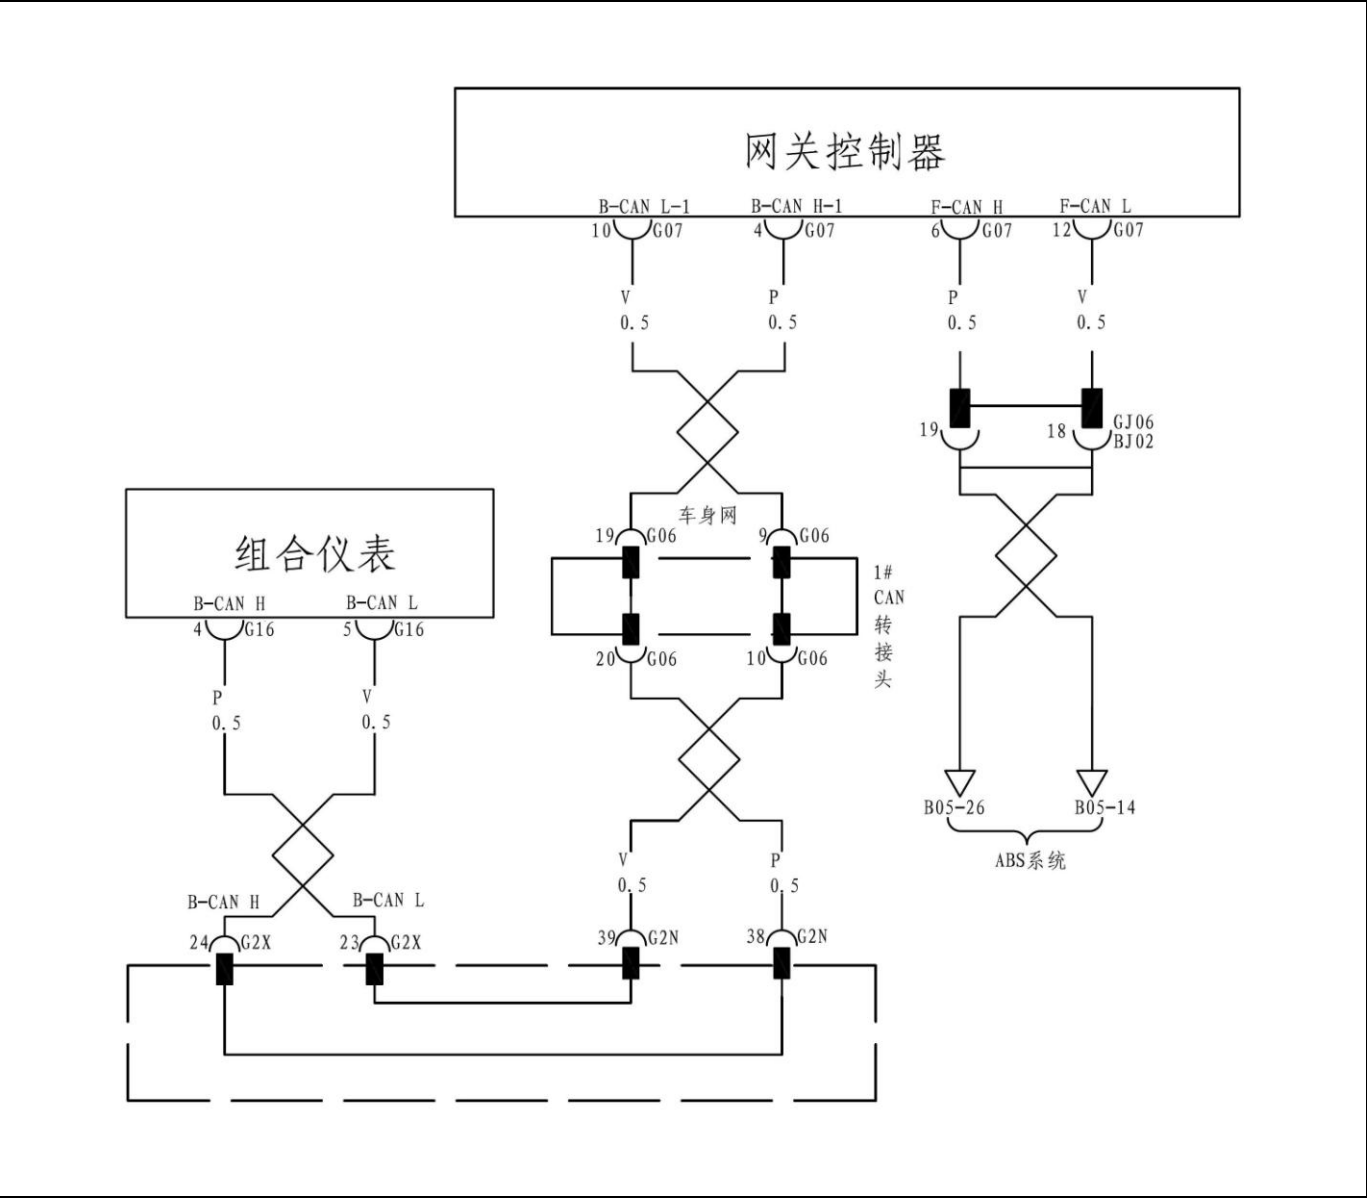 网关控制器
B-CAN L-1 B-CAN H-1 F-CAN H F-CAN L
10 G07 4 G07 6 G07 12 G07
V P P V
0.5 0.5 0.5 0.5
19 18 GJ06
BJ02
车身网
19 G06 9 G06
组合仪表
1#
CAN
转
接
头
B-CAN H B-CAN L
4 G16 5 G16
20 G06 10 G06
P V
0.5 0.5
B05-26 B05-14
ABS系统
V P
0.5 0.5
B-CAN H B-CAN L
24 G2X 23 G2X 39 G2N 38 G2N